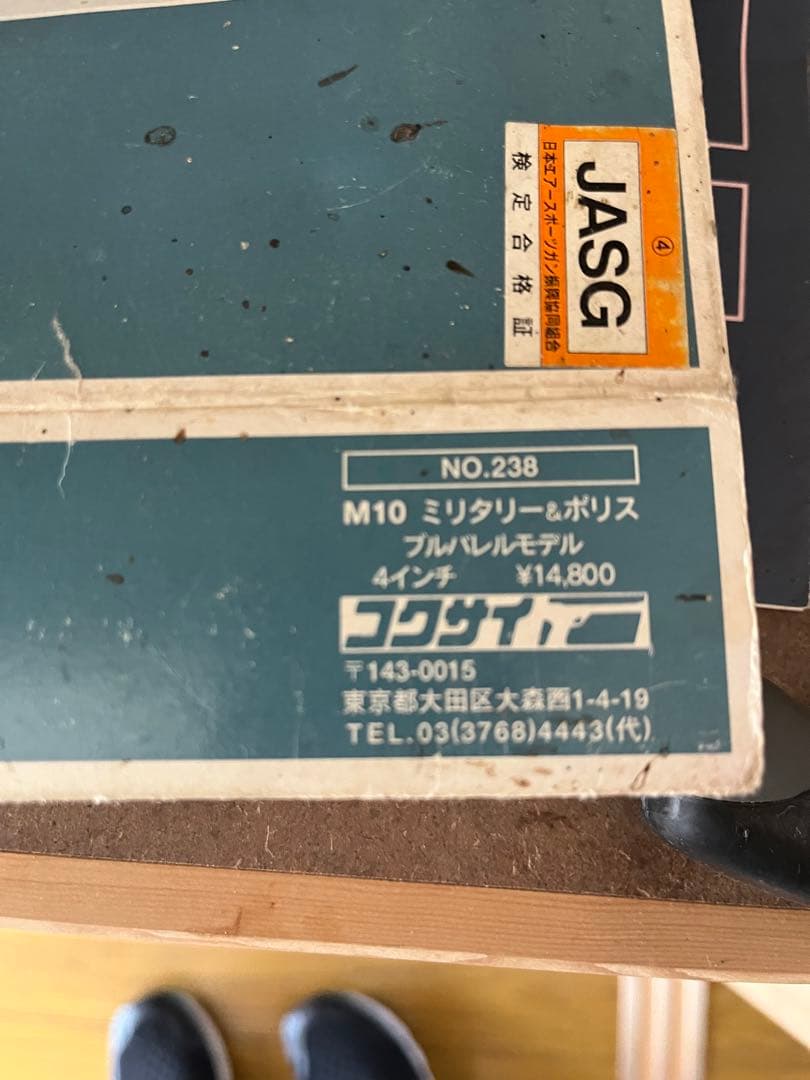 ④
JASG
日本エアースポーツガン振興協同組合
検定合格証
NO.238
M10 ミリタリー&ポリス
ブルバレルモデル
4インチ ¥14,800
コクサイ
〒143-0015
東京都大田区大森西1-4-19
TEL.03(3768)4443(代)